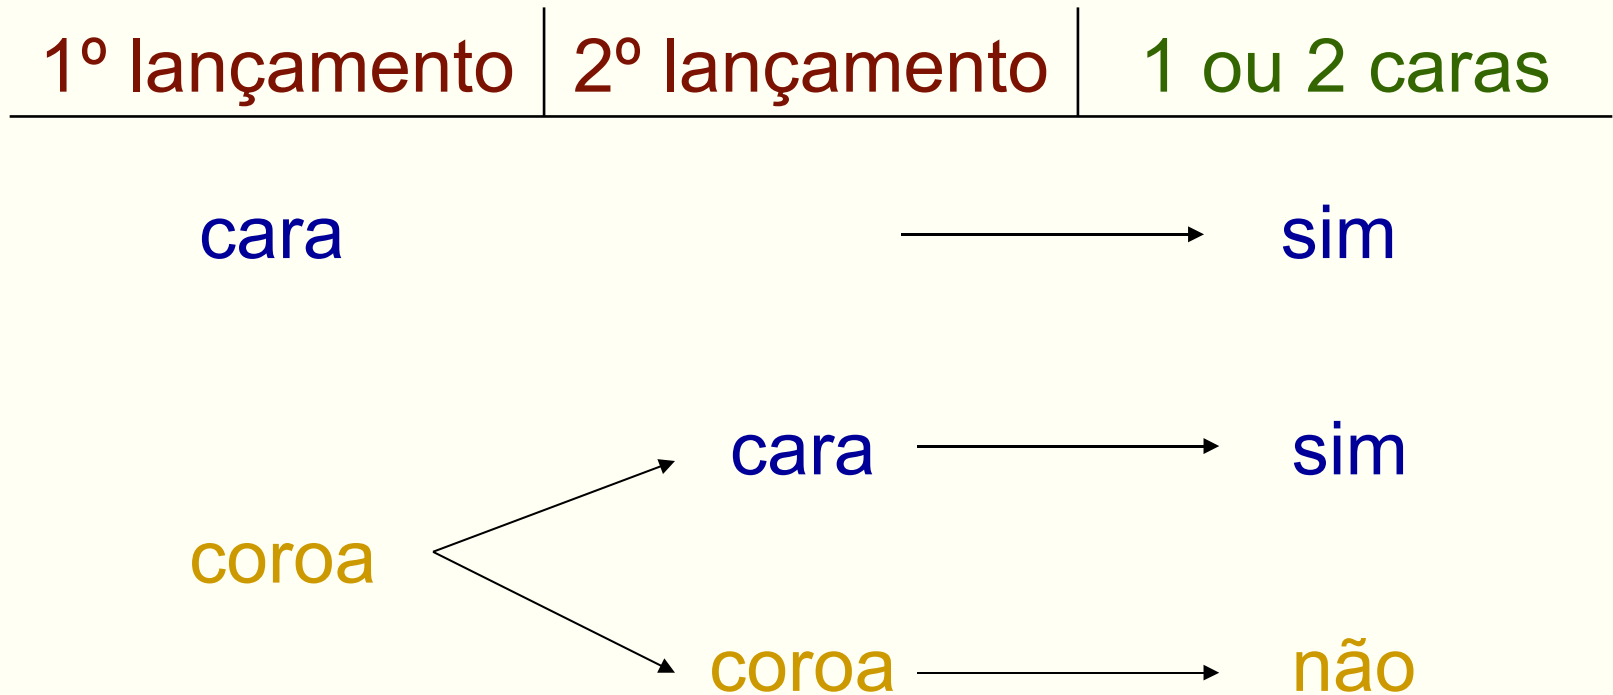 1º lançamento 2º lançamento 1 ou 2 caras
cara sim
cara sim
coroa
coroa não